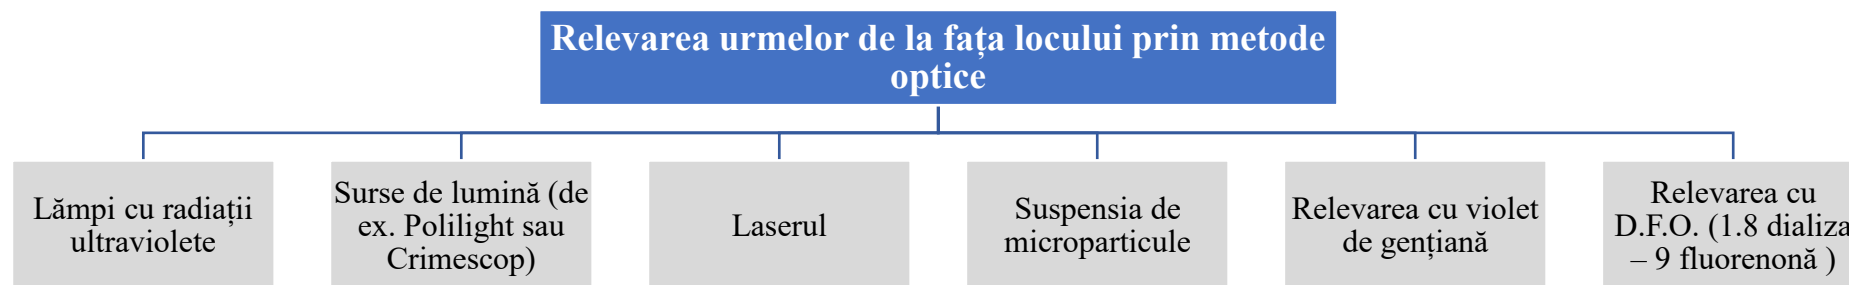 Relevarea urmelor de la fața locului prin metode
optice
Lămpi cu radiații
ultraviolete
Surse de lumină (de
ex. Polilight sau
Crimescop)
Laserul
Suspensia de
microparticule
Relevarea cu violet
de gențiană
Relevarea cu
D.F.O. (1.8 dializa
– 9 fluorenonă )